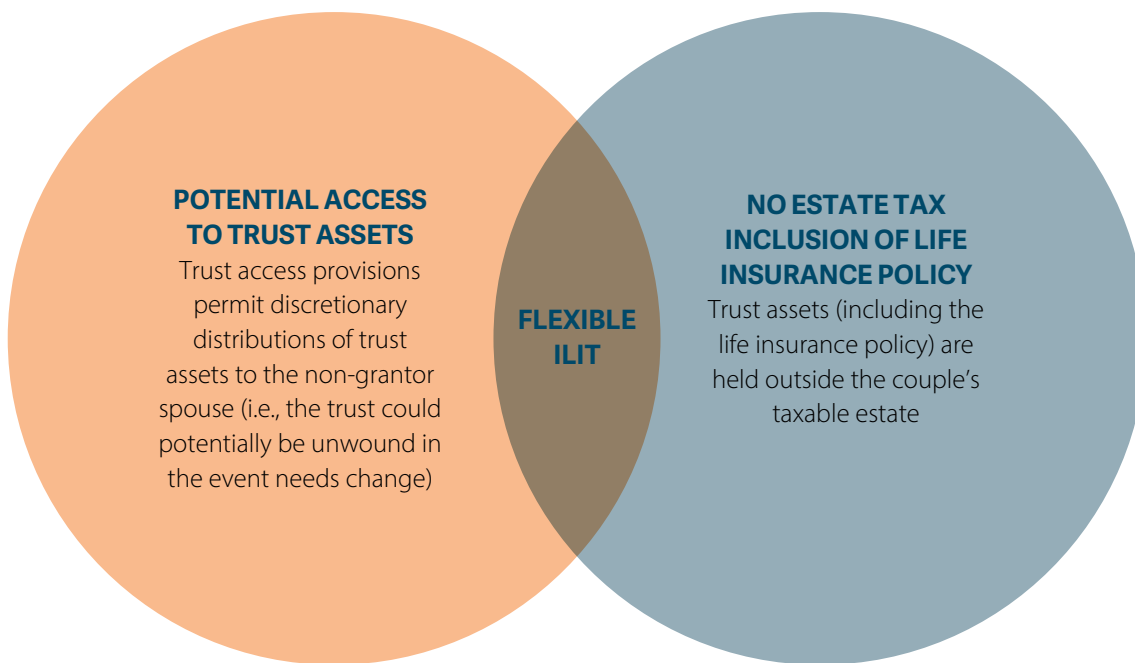 POTENTIAL ACCESS
TO TRUST ASSETS
Trust access provisions
permit discretionary
distributions of trust
assets to the non-grantor
spouse (i.e., the trust could
potentially be unwound in
the event needs change)
FLEXIBLE
ILIT
NO ESTATE TAX
INCLUSION OF LIFE
INSURANCE POLICY
Trust assets (including the
life insurance policy) are
held outside the couple’s
taxable estate